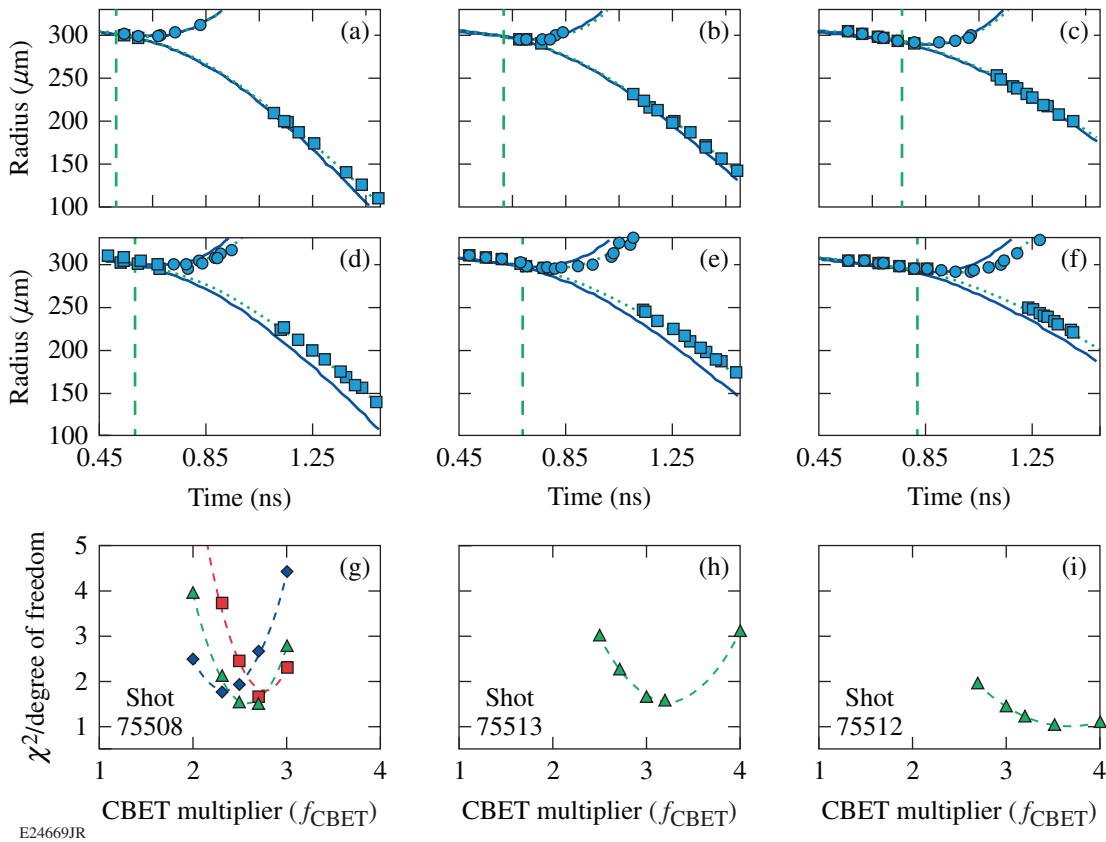 (a) (b) (c)
300
250
200
150
100
Radius (μm)
(d) (e) (f)
300
250
200
150
100
Radius (μm)
0.45 0.85 1.25 0.45 0.85 1.25 0.45 0.85 1.25
Time (ns) Time (ns) Time (ns)
(g) (h) (i)
5
4
3
2
1
χ²/degree of freedom
Shot
75508
Shot
75513
Shot
75512
1 2 3 4 1 2 3 4 1 2 3 4
CBET multiplier (fCBET) CBET multiplier (fCBET) CBET multiplier (fCBET)
E24669JR